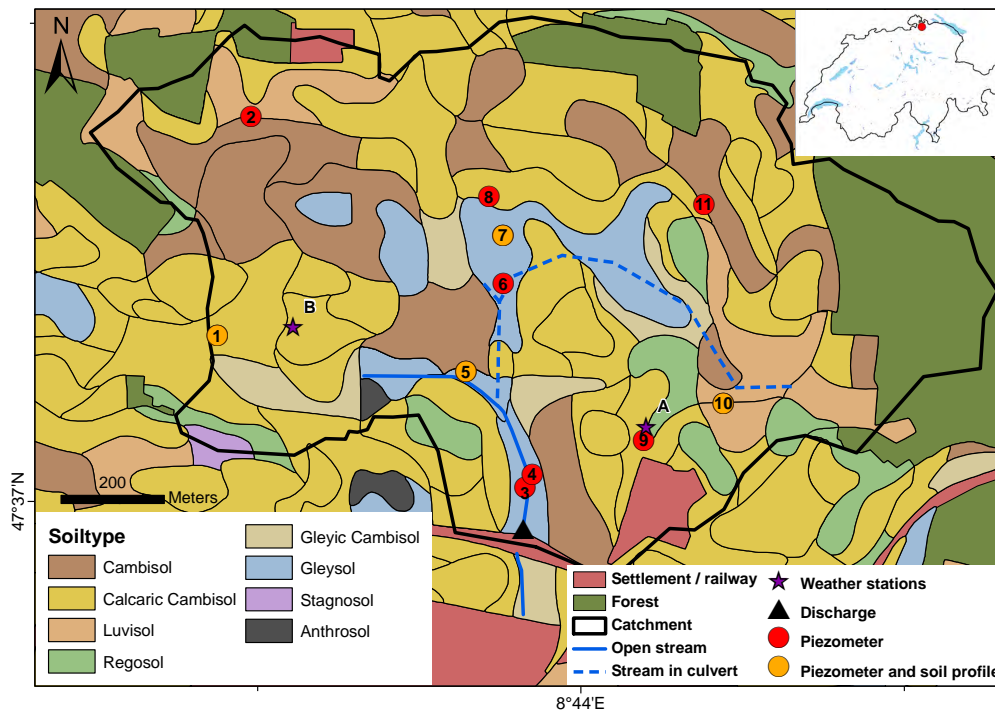 N
2
8
11
7
6
B
1
5
A
10
9
4
3
200
Meters
47°37'N
8°44'E
Soiltype
Cambisol
Calcaric Cambisol
Luvisol
Regosol
Gleyic Cambisol
Gleysol
Stagnosol
Anthrosol
Settlement / railway
Forest
Catchment
Open stream
Stream in culvert
Weather stations
Discharge
Piezometer
Piezometer and soil profile